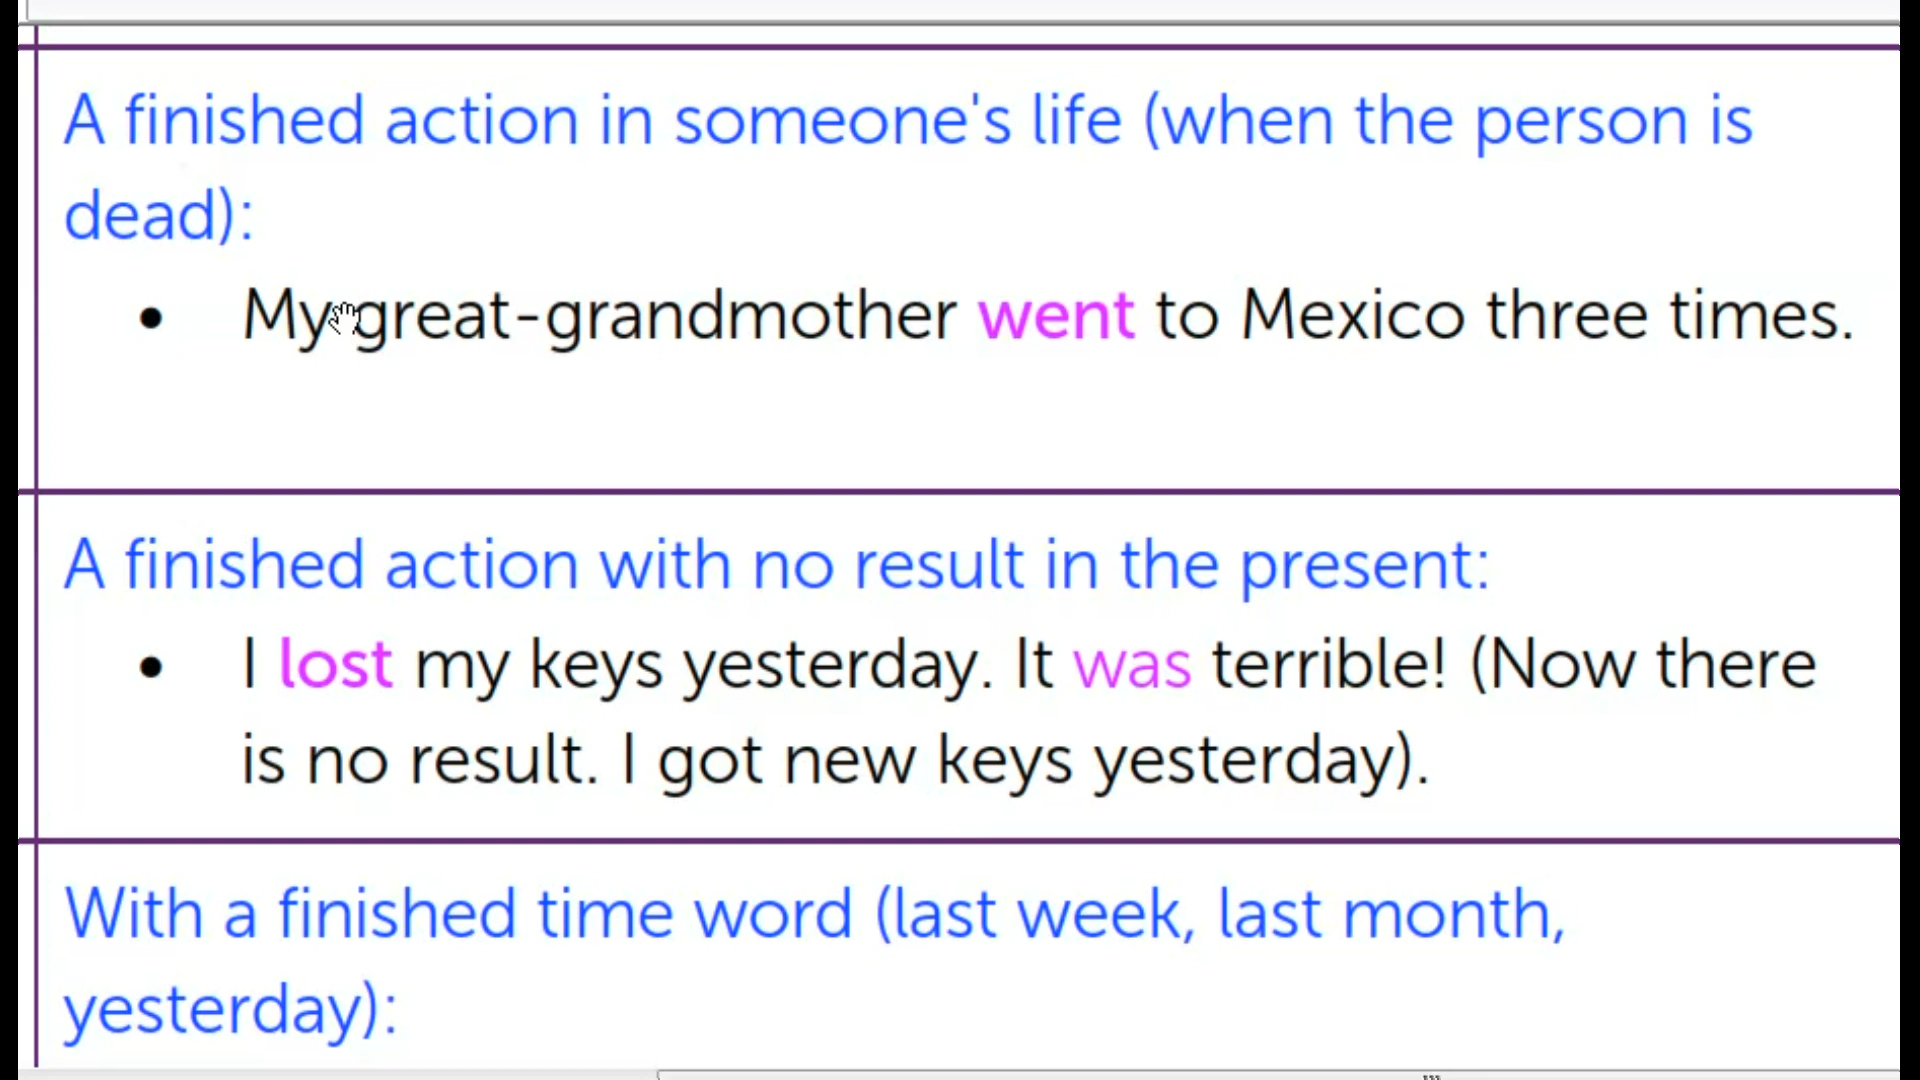 A finished action in someone's life (when the person is
dead):
• My great-grandmother went to Mexico three times.
A finished action with no result in the present:
• I lost my keys yesterday. It was terrible! (Now there
is no result. I got new keys yesterday).
With a finished time word (last week, last month,
yesterday):